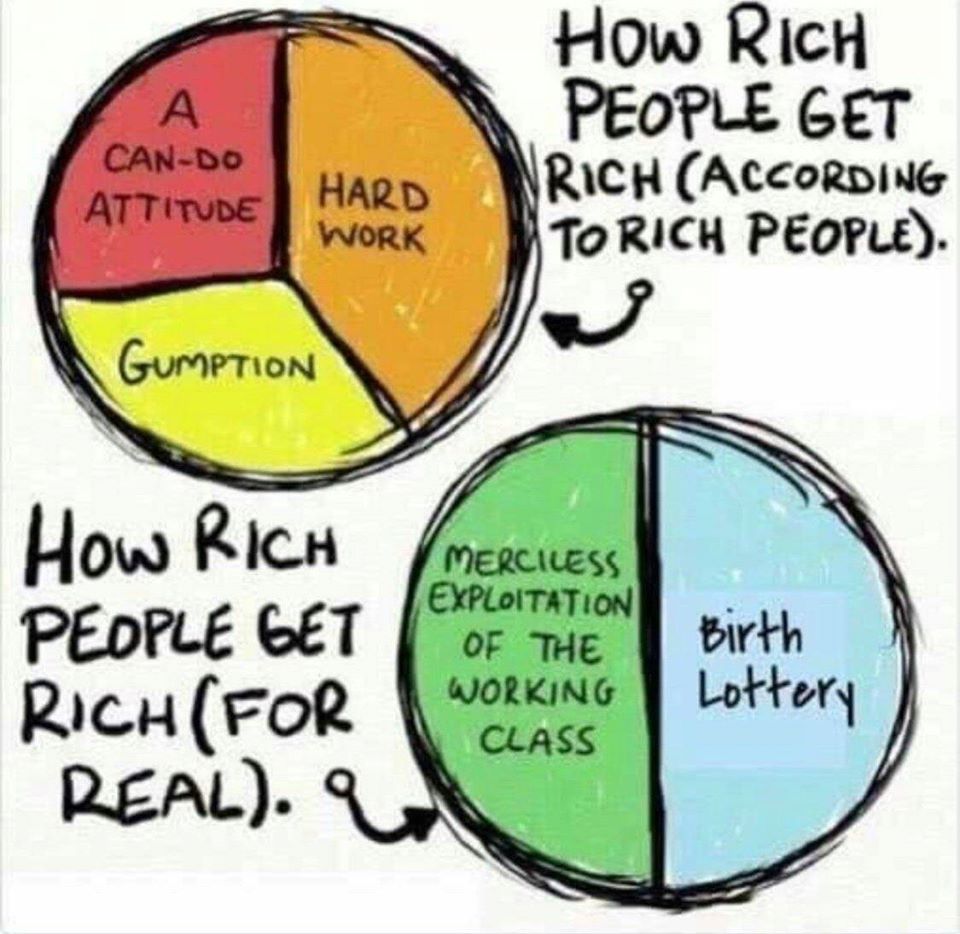 HOW RICH
PEOPLE GET
RICH (ACCORDING
TO RICH PEOPLE).
A
CAN-DO
ATTITUDE
HARD
WORK
GUMPTION
HOW RICH
PEOPLE GET
RICH (FOR
REAL).
MERCILESS
EXPLOITATION
OF THE
WORKING
CLASS
Birth
Lottery